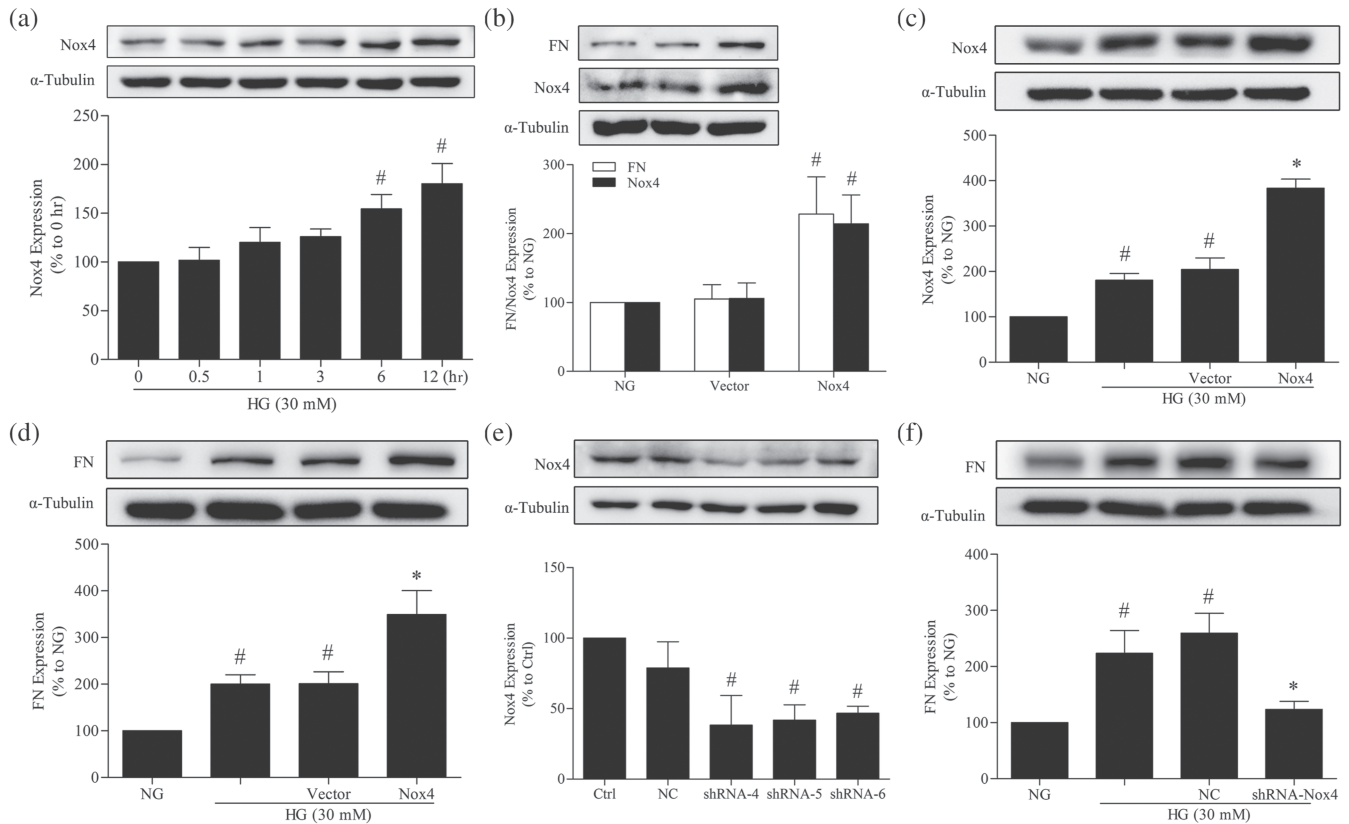 (a)
Nox4
α-Tubulin
250
200
150
100
50
0
Nox4 Expression
(% to 0 hr)
#
#
0 0.5 1 3 6 12 (hr)
HG (30 mM)
(b)
FN
Nox4
α-Tubulin
300
200
100
0
FN/Nox4 Expression
(% to NG)
FN
Nox4
#
#
NG Vector Nox4
(c)
Nox4
α-Tubulin
500
400
300
200
100
0
Nox4 Expression
(% to NG)
#
#
*
NG Vector Nox4
HG (30 mM)
(d)
FN
α-Tubulin
500
400
300
200
100
0
FN Expression
(% to NG)
#
#
*
NG Vector Nox4
HG (30 mM)
(e)
Nox4
α-Tubulin
150
100
50
0
Nox4 Expression
(% to Ctrl)
#
#
#
Ctrl NC shRNA-4 shRNA-5 shRNA-6
(f)
FN
α-Tubulin
400
300
200
100
0
FN Expression
(% to NG)
#
#
*
NG NC shRNA-Nox4
HG (30 mM)